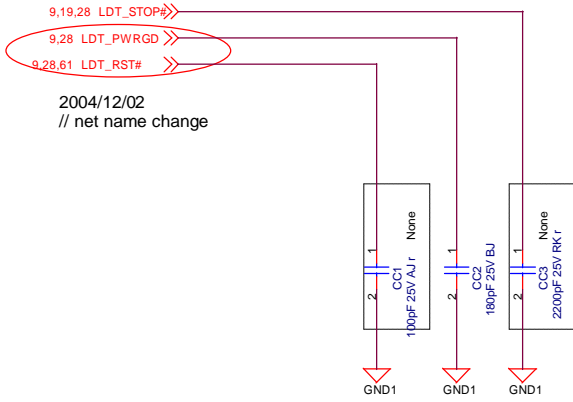 9,19,28 LDT_STOP#
9,28 LDT_PWRGD
9,28,61 LDT_RST#
2004/12/02
// net name change
None
None
1
1
1
CC1
100pF 25V AJ r
CC2
180pF 25V BJ
CC3
2200pF 25V RK r
2
2
2
GND1
GND1
GND1